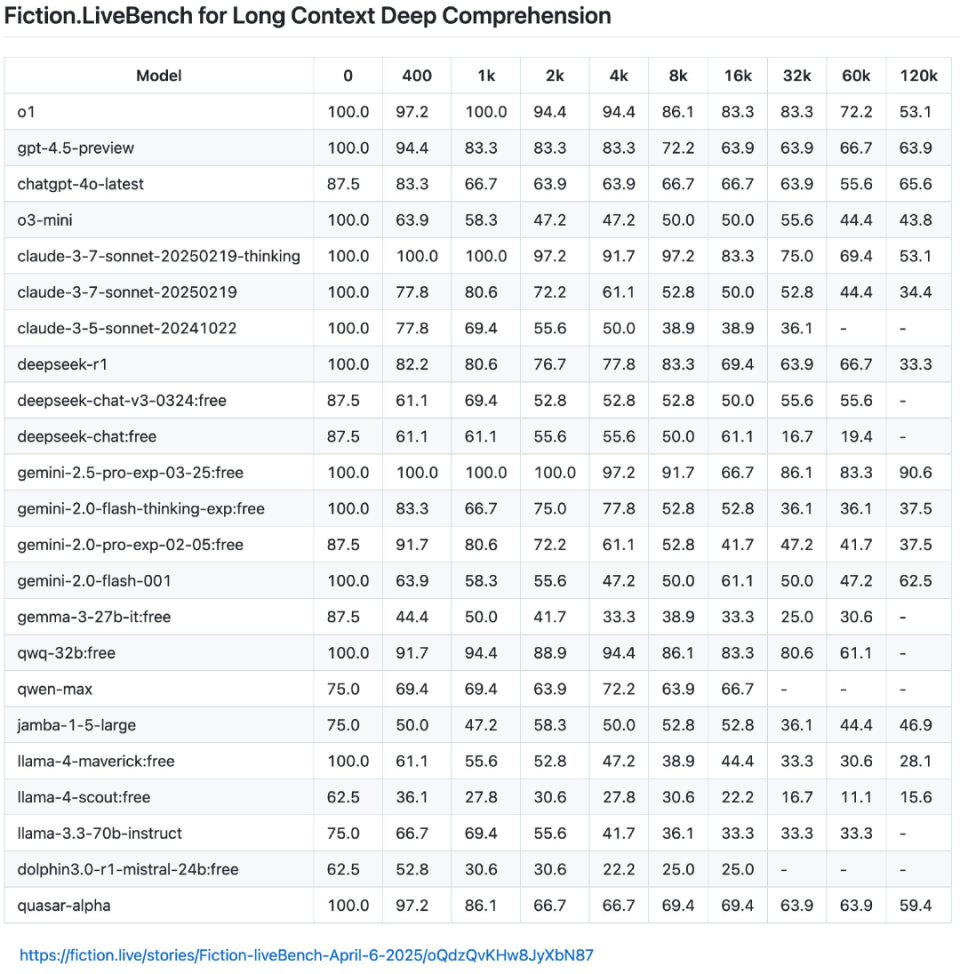 Fiction.LiveBench for Long Context Deep Comprehension
Model 0 400 1k 2k 4k 8k 16k 32k 60k 120k
o1 100.0 97.2 100.0 94.4 94.4 86.1 83.3 83.3 72.2 53.1
gpt-4.5-preview 100.0 94.4 83.3 83.3 83.3 72.2 63.9 63.9 66.7 63.9
chatgpt-4o-latest 87.5 83.3 66.7 63.9 63.9 66.7 66.7 63.9 55.6 65.6
o3-mini 100.0 63.9 58.3 47.2 47.2 50.0 50.0 55.6 44.4 43.8
claude-3-7-sonnet-20250219-thinking 100.0 100.0 100.0 97.2 91.7 97.2 83.3 75.0 69.4 53.1
claude-3-7-sonnet-20250219 100.0 77.8 80.6 72.2 61.1 52.8 50.0 52.8 44.4 34.4
claude-3-5-sonnet-20241022 100.0 77.8 69.4 55.6 50.0 38.9 38.9 36.1 - -
deepseek-r1 100.0 82.2 80.6 76.7 77.8 83.3 69.4 63.9 66.7 33.3
deepseek-chat-v3-0324:free 87.5 61.1 69.4 52.8 52.8 52.8 50.0 55.6 55.6 -
deepseek-chat:free 87.5 61.1 61.1 55.6 55.6 50.0 61.1 16.7 19.4 -
gemini-2.5-pro-exp-03-25:free 100.0 100.0 100.0 100.0 97.2 91.7 66.7 86.1 83.3 90.6
gemini-2.0-flash-thinking-exp:free 100.0 83.3 66.7 75.0 77.8 52.8 52.8 36.1 36.1 37.5
gemini-2.0-pro-exp-02-05:free 87.5 91.7 80.6 72.2 61.1 52.8 41.7 47.2 41.7 37.5
gemini-2.0-flash-001 100.0 63.9 58.3 55.6 47.2 50.0 61.1 50.0 47.2 62.5
gemma-3-27b-it:free 87.5 44.4 50.0 41.7 33.3 38.9 33.3 25.0 30.6 -
qwq-32b:free 100.0 91.7 94.4 88.9 94.4 86.1 83.3 80.6 61.1 -
qwen-max 75.0 69.4 69.4 63.9 72.2 63.9 66.7 - - -
jamba-1-5-large 75.0 50.0 47.2 58.3 50.0 52.8 52.8 36.1 44.4 46.9
llama-4-maverick:free 100.0 61.1 55.6 52.8 47.2 38.9 44.4 33.3 30.6 28.1
llama-4-scout:free 62.5 36.1 27.8 30.6 27.8 30.6 22.2 16.7 11.1 15.6
llama-3.3-70b-instruct 75.0 66.7 69.4 55.6 41.7 36.1 33.3 33.3 33.3 -
dolphin3.0-r1-mistral-24b:free 62.5 52.8 30.6 30.6 22.2 25.0 25.0 - - -
quasar-alpha 100.0 97.2 86.1 66.7 66.7 69.4 69.4 63.9 63.9 59.4
https://fiction.live/stories/Fiction-liveBench-April-6-2025/oQdzQvKHw8JyXbN87